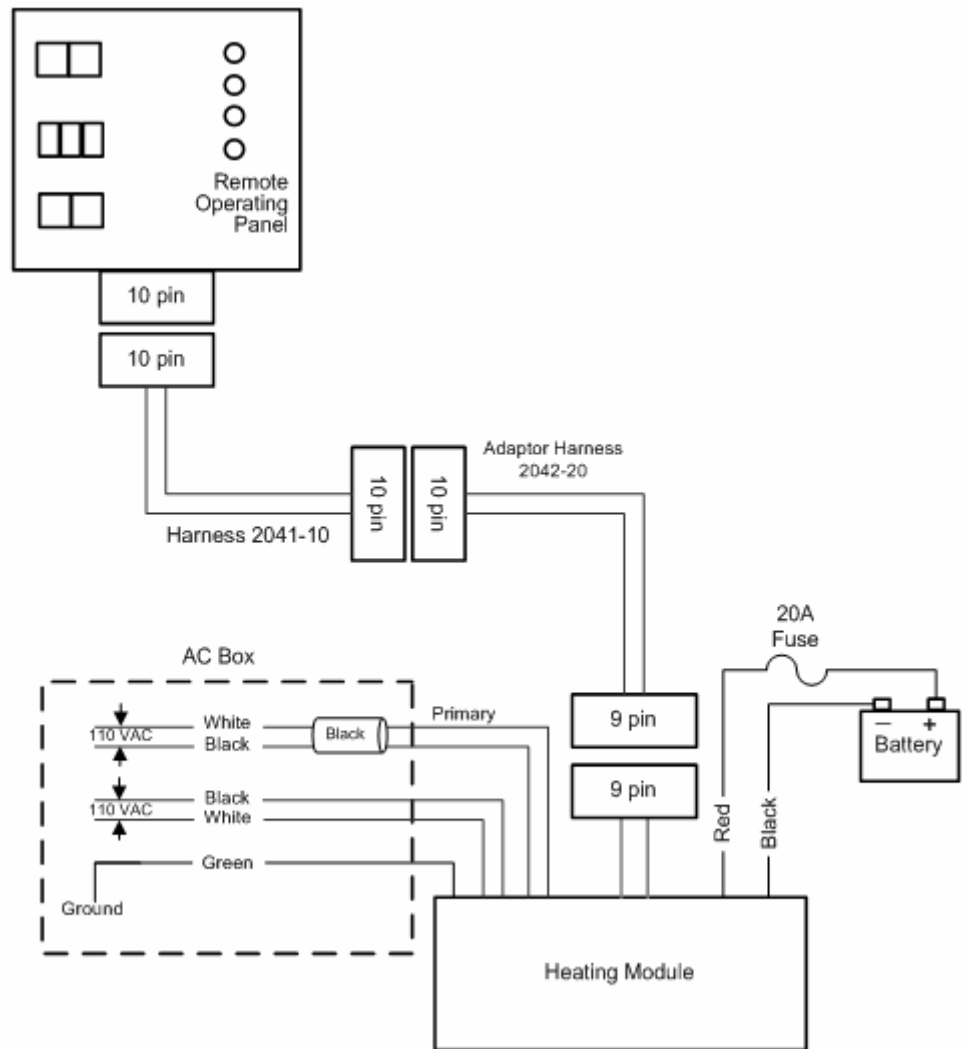 Remote
Operating
Panel
10 pin
10 pin
10 pin
10 pin
Adaptor Harness
2042-20
Harness 2041-10
20A
Fuse
AC Box
White
Primary
110 VAC
Black
Black
9 pin
– +
Battery
Black
110 VAC
White
9 pin
Red
Black
Green
Ground
Heating Module